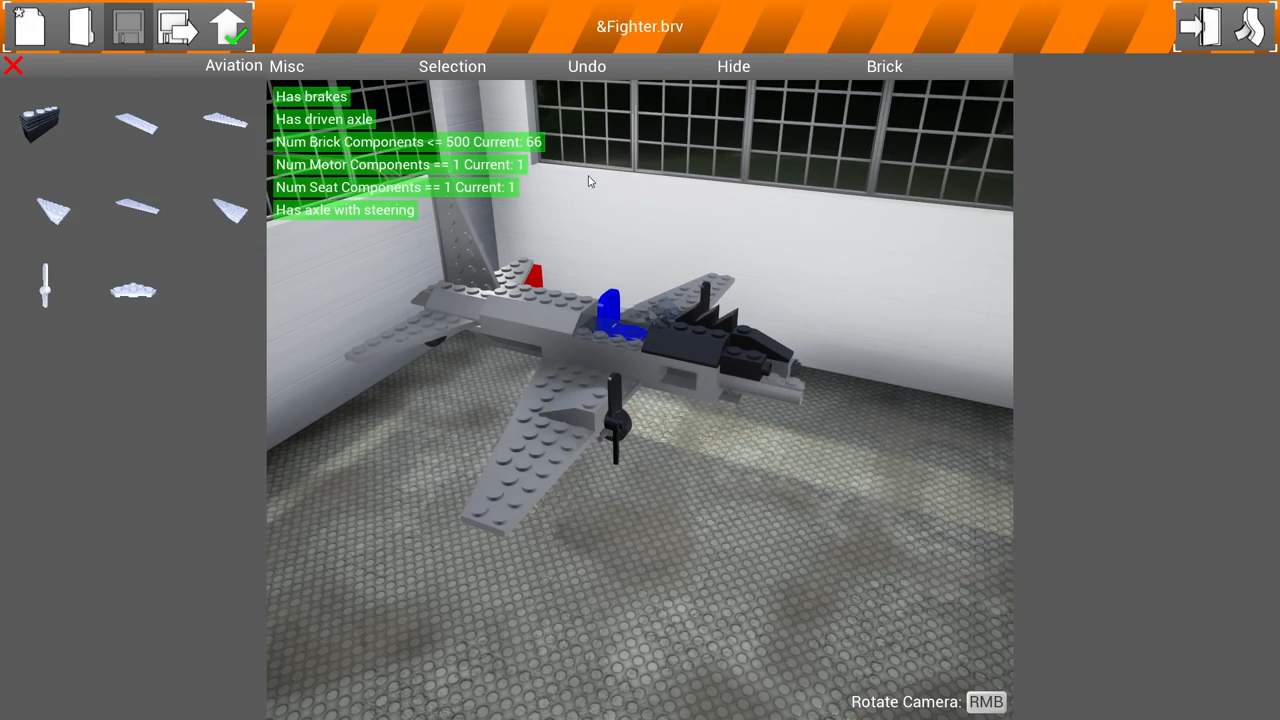 &Fighter.brv
Aviation
Misc
Selection
Undo
Hide
Brick
Has brakes
Has driven axle
Num Brick Components <= 500 Current: 66
Num Motor Components == 1 Current: 1
Num Seat Components == 1 Current: 1
Has axle with steering
Rotate Camera: RMB